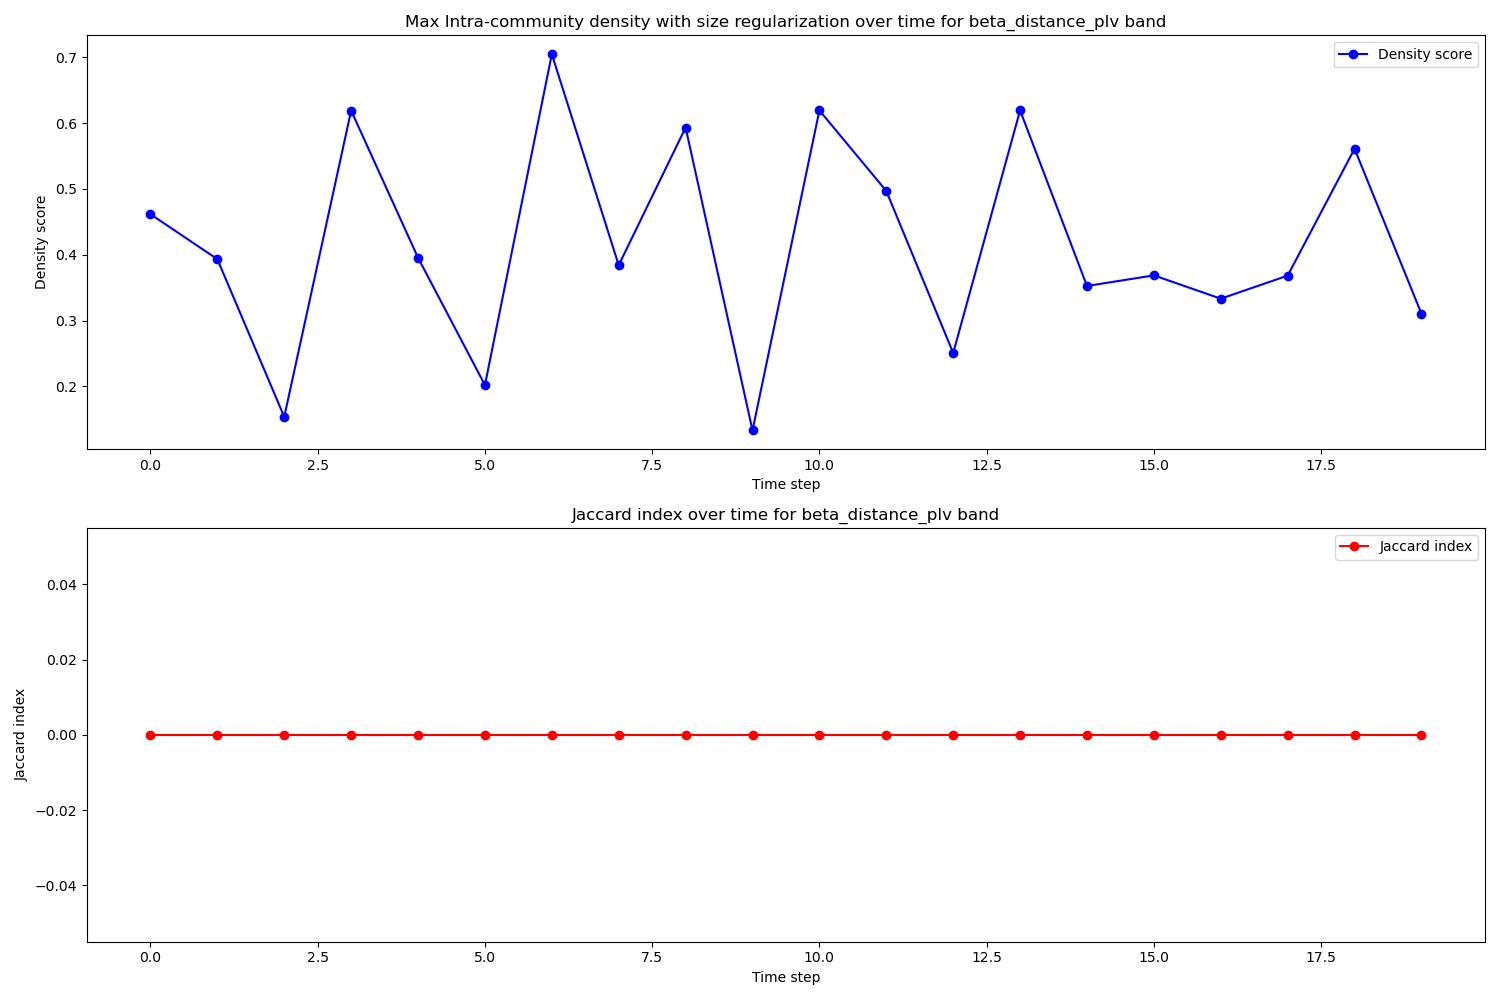 Max Intra-community density with size regularization over time for beta_distance_plv band
Density score
0.7
0.6
0.5
0.4
0.3
0.2
Density score
0.0 2.5 5.0 7.5 10.0 12.5 15.0 17.5
Time step
Jaccard index over time for beta_distance_plv band
Jaccard index
0.04
0.02
0.00
−0.02
−0.04
Jaccard index
0.0 2.5 5.0 7.5 10.0 12.5 15.0 17.5
Time step